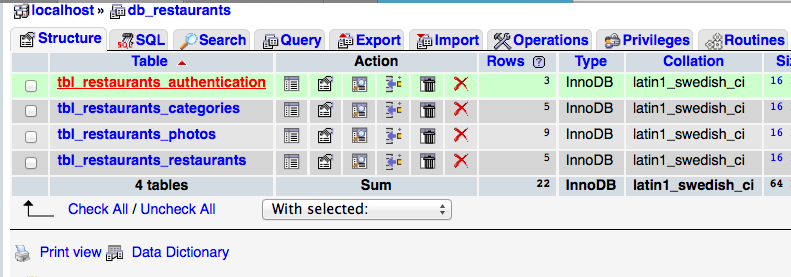 localhost » db_restaurants
Structure SQL Search Query Export Import Operations Privileges Routines
Table Action Rows ? Type Collation Si
tbl_restaurants_authentication 3 InnoDB latin1_swedish_ci 16
tbl_restaurants_categories 5 InnoDB latin1_swedish_ci 16
tbl_restaurants_photos 9 InnoDB latin1_swedish_ci 16
tbl_restaurants_restaurants 5 InnoDB latin1_swedish_ci 16
4 tables Sum 22 InnoDB latin1_swedish_ci 64
Check All / Uncheck All With selected:
Print view Data Dictionary